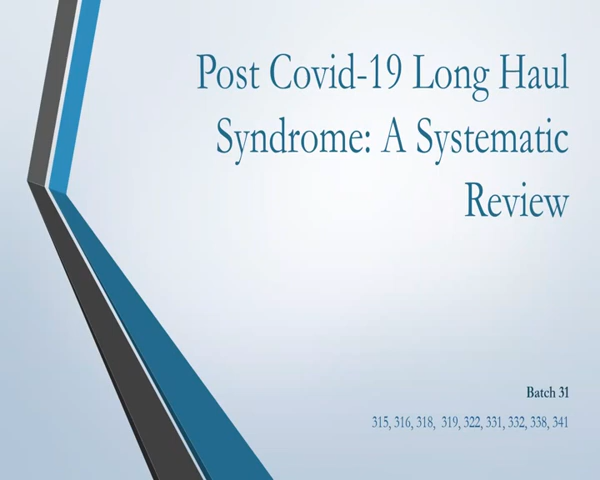 Post Covid-19 Long Haul
Syndrome: A Systematic
Review
Batch 31
315, 316, 318, 319, 322, 331, 332, 338, 341